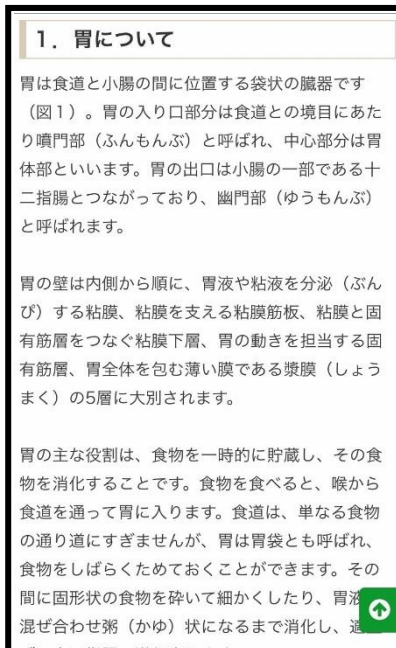 1．胃について
胃は食道と小腸の間に位置する袋状の臓器です
（図1）。胃の入り口部分は食道との境目にあた
り噴門部（ふんもんぶ）と呼ばれ、中心部分は胃
体部といいます。胃の出口は小腸の一部である十
二指腸とつながっており、幽門部（ゆうもんぶ）
と呼ばれます。
胃の壁は内側から順に、胃液や粘液を分泌（ぶん
ぴ）する粘膜、粘膜を支える粘膜筋板、粘膜と固
有筋層をつなぐ粘膜下層、胃の動きを担当する固
有筋層、胃全体を包む薄い膜である漿膜（しょう
まく）の5層に大別されます。
胃の主な役割は、食物を一時的に貯蔵し、その食
物を消化することです。食物を食べると、喉から
食道を通って胃に入ります。食道は、単なる食物
の通り道にすぎませんが、胃は胃袋とも呼ばれ、
食物をしばらくためておくことができます。その
間に固形状の食物を砕いて細かくしたり、胃液
混ぜ合わせ粥（かゆ）状になるまで消化し、適